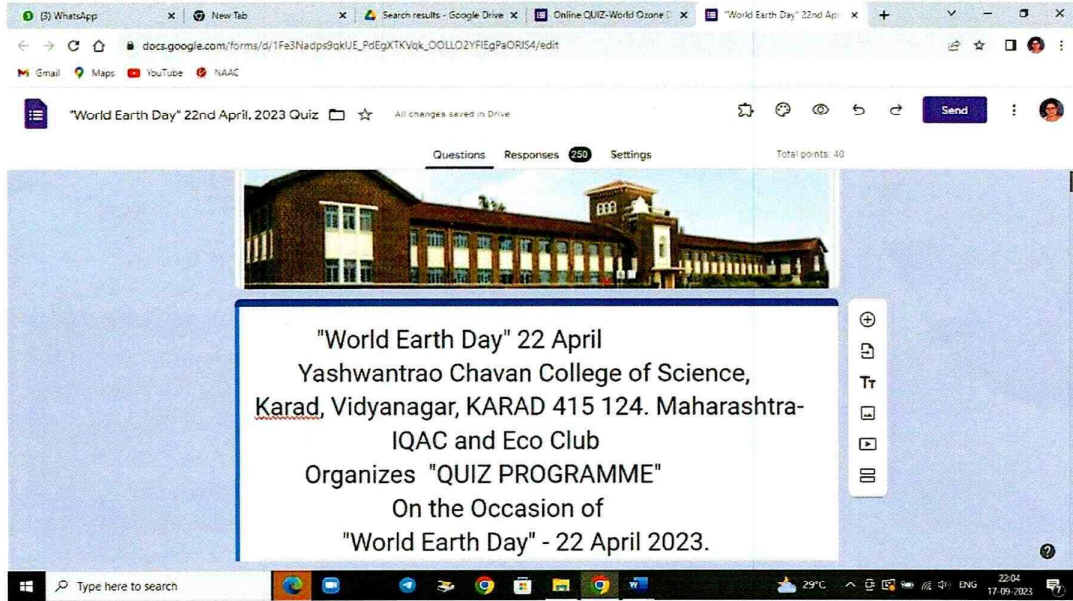 (3) WhatsApp
New Tab
Search results - Google Drive
Online QUIZ-World Ozone D
"World Earth Day" 22nd Ap
docs.google.com/forms/d/1Fe3Nadps9qkUE_PdEgXTKVqk_OOLLO2YFlEgPaORJS4/edit
Gmail Maps YouTube NAAC
"World Earth Day" 22nd April, 2023 Quiz
All changes saved in Drive
Send
Questions Responses 250 Settings
Total points: 40
"World Earth Day" 22 April
Yashwantrao Chavan College of Science,
Karad, Vidyanagar, KARAD 415 124. Maharashtra-
IQAC and Eco Club
Organizes "QUIZ PROGRAMME"
On the Occasion of
"World Earth Day" - 22 April 2023.
Type here to search
29°C
ENG
22:04
17-09-2023